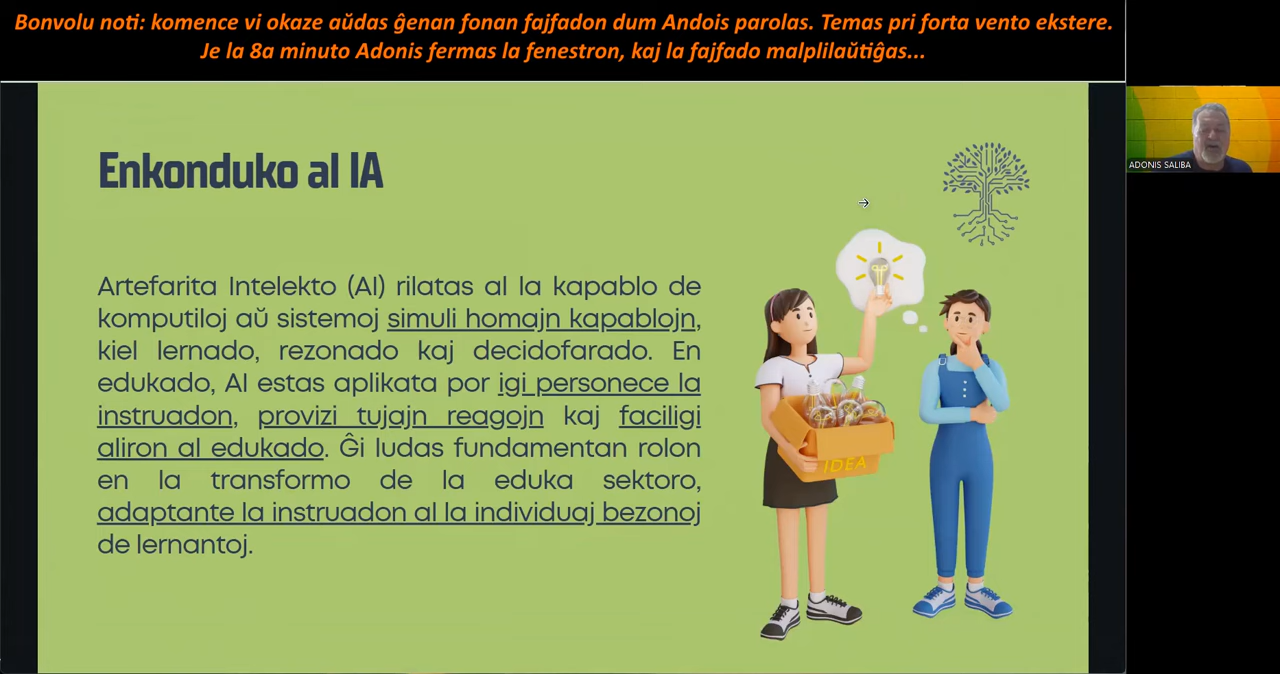 Bonvolu noti: komence vi okaze aŭdas ĝenan fonan fajfadon dum Andois parolas. Temas pri forta vento ekstere.
Je la 8a minuto Adonis fermas la fenestron, kaj la fajfado malplilaŭtiĝas...
ADONIS SALIBA
Enkonduko al IA
Artefarita Intelekto (AI) rilatas al la kapablo de
komputiloj aŭ sistemoj simuli homajn kapablojn,
kiel lernado, rezonado kaj decidofarado. En
edukado, AI estas aplikata por igi personece la
instruadon, provizi tujajn reagojn kaj faciligi
aliron al edukado. Ĝi ludas fundamentan rolon
en la transformo de la eduka sektoro,
adaptante la instruadon al la individuaj bezonoj
de lernantoj.
IDEA